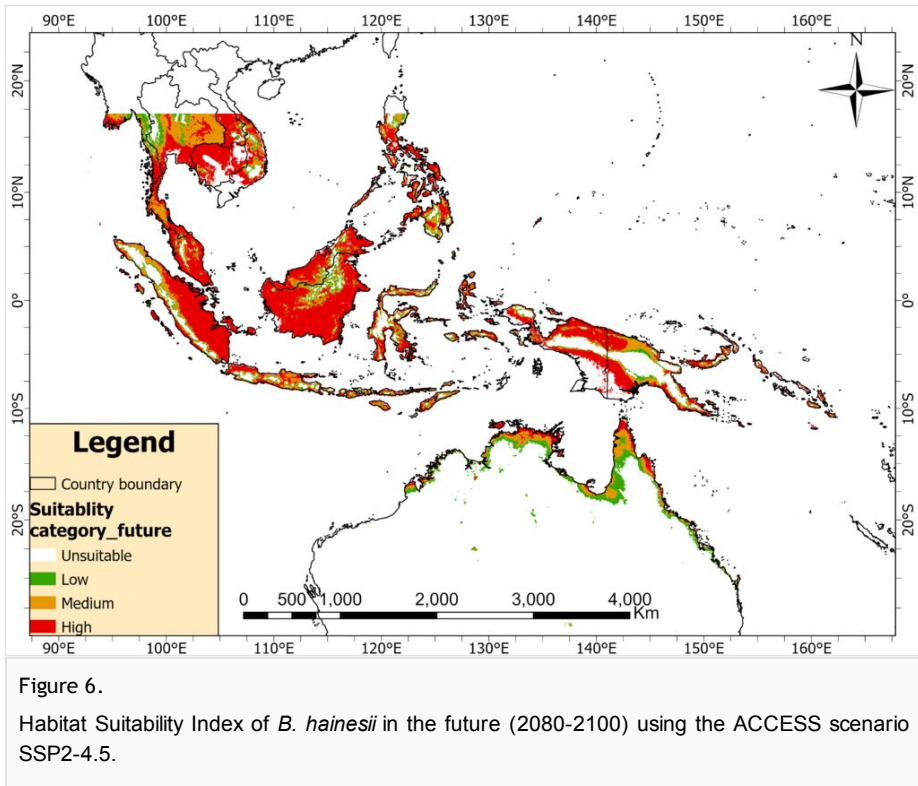 90°E 100°E 110°E 120°E 130°E 140°E 150°E 160°E
N
20°N 20°N
10°N 10°N
0° 0°
10°S 10°S
20°S 20°S
Legend
Country boundary
Suitablity
category_future
Unsuitable
Low
Medium
High
0 500 1,000 2,000 3,000 4,000
Km
90°E 100°E 110°E 120°E 130°E 140°E 150°E 160°E
Figure 6.
Habitat Suitability Index of B. hainesii in the future (2080-2100) using the ACCESS scenario
SSP2-4.5.